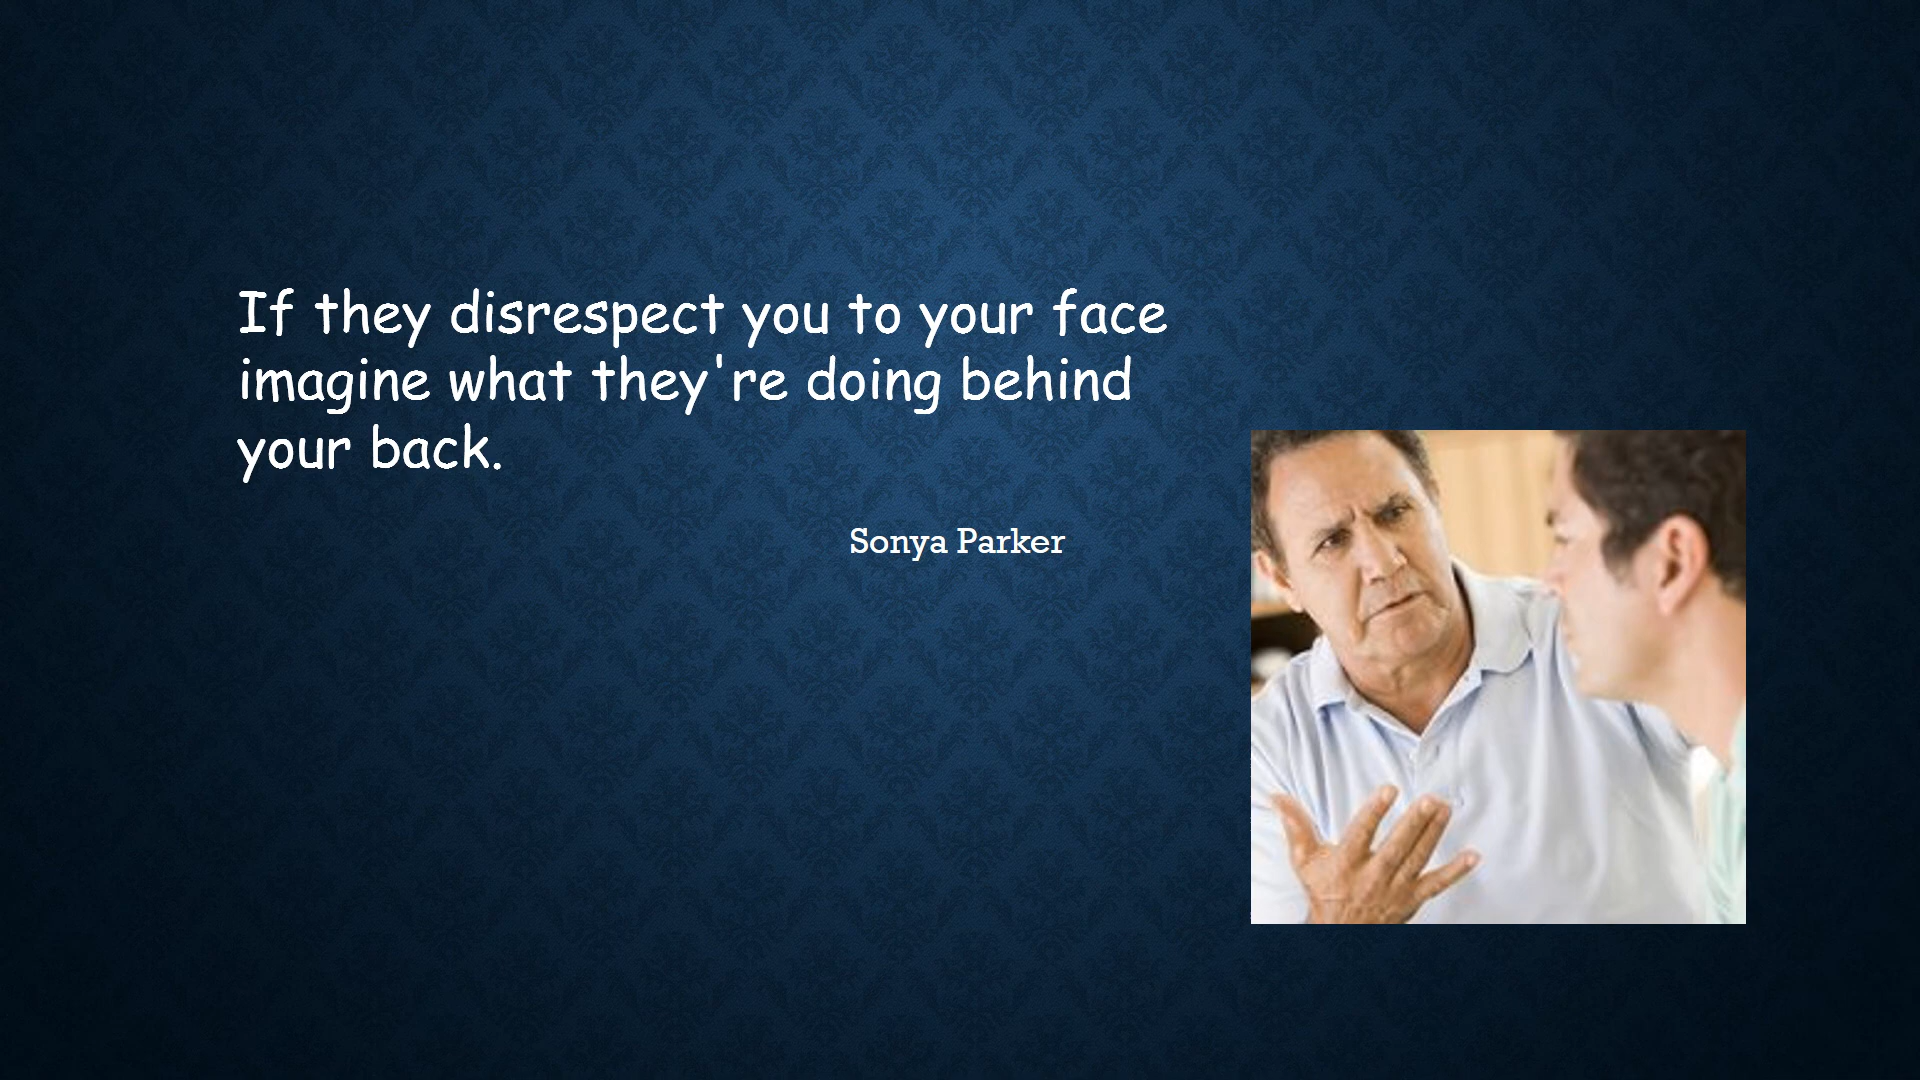 If they disrespect you to your face
imagine what they're doing behind
your back.
Sonya Parker